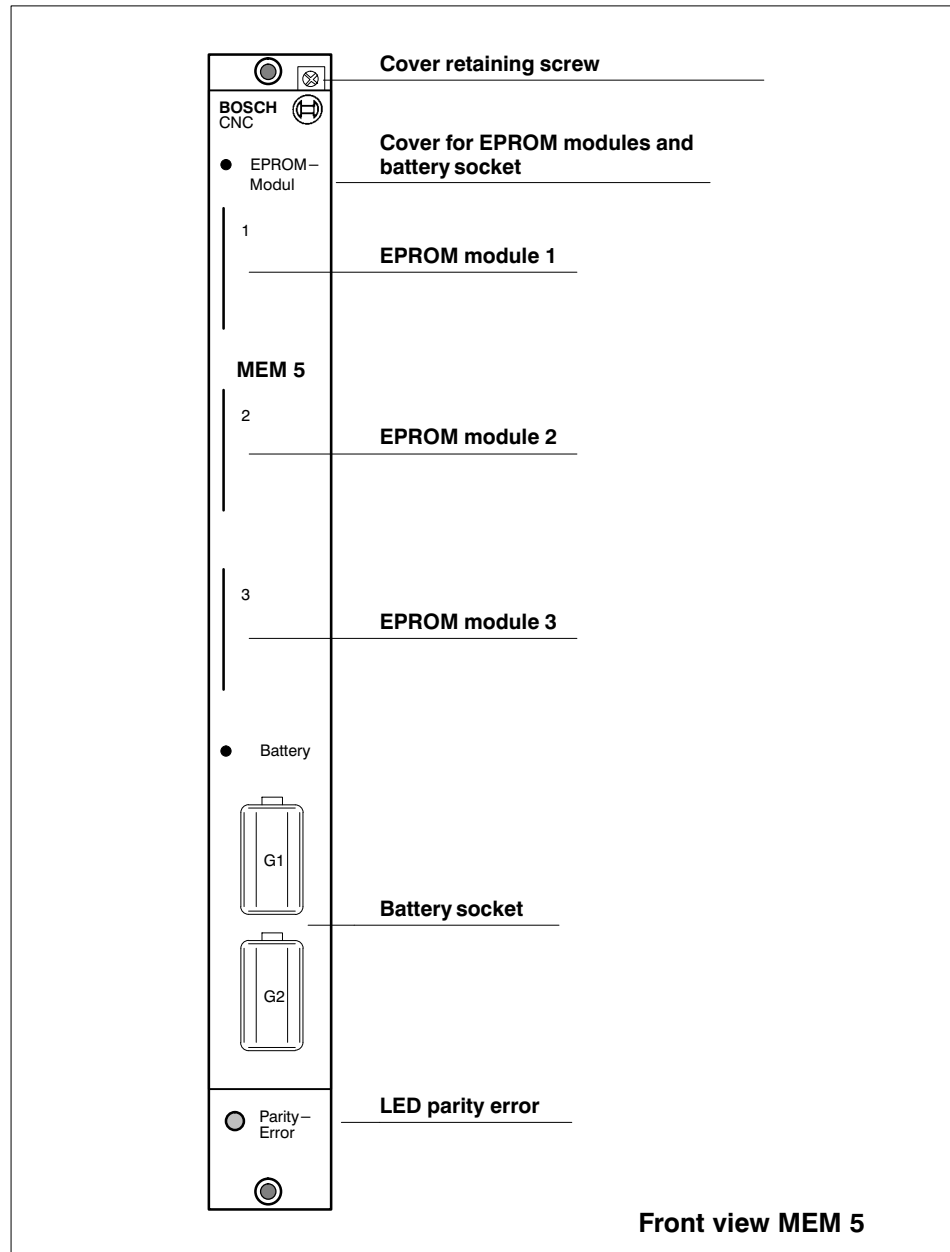 Cover retaining screw
BOSCH
CNC
Cover for EPROM modules and
battery socket
EPROM–
Modul
1
EPROM module 1
MEM 5
2
EPROM module 2
3
EPROM module 3
Battery
G1
Battery socket
G2
LED parity error
Parity–
Error
Front view MEM 5